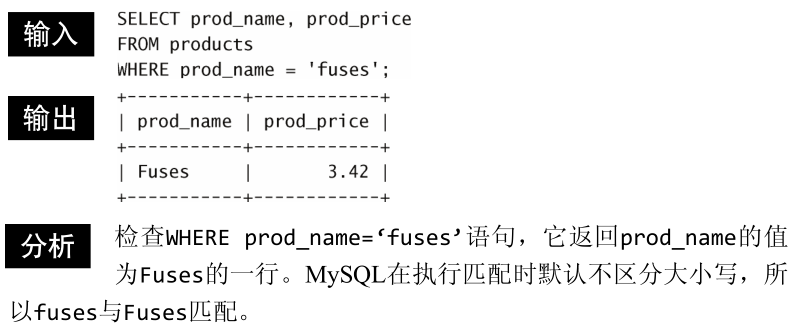 输入
SELECT prod_name, prod_price
FROM products
WHERE prod_name = 'fuses';
输出
+-----------+------------+
| prod_name | prod_price |
+-----------+------------+
| Fuses     |       3.42 |
+-----------+------------+
分析 检查WHERE prod_name=‘fuses’语句，它返回prod_name的值
为Fuses的一行。MySQL在执行匹配时默认不区分大小写，所
以fuses与Fuses匹配。